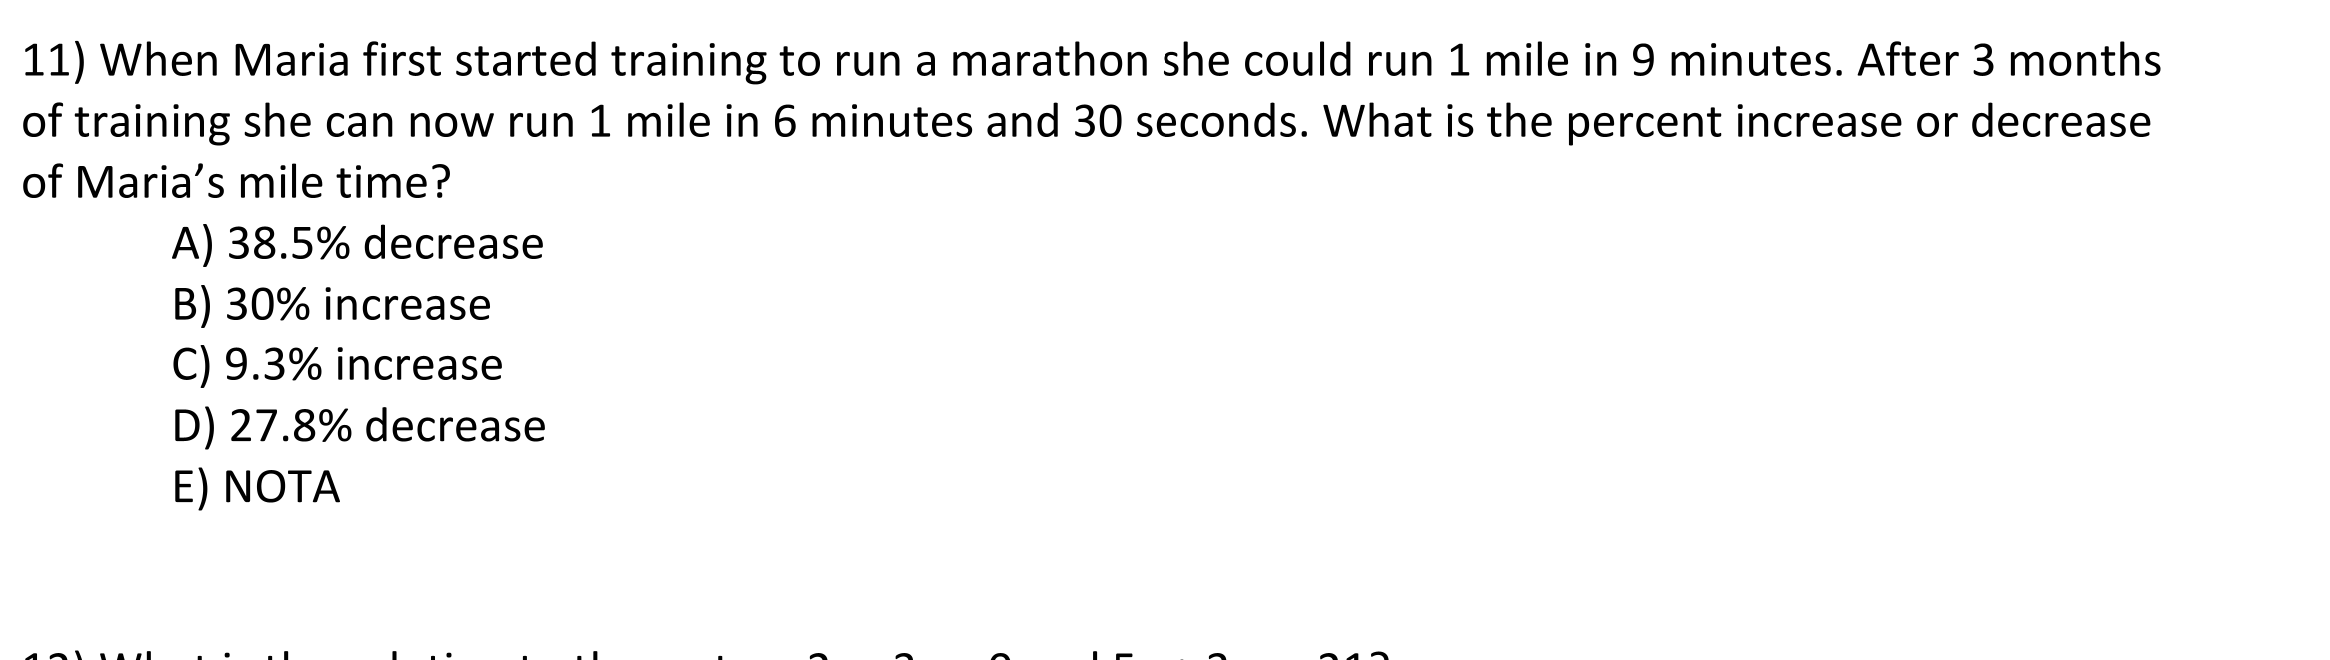 11) When Maria first started training to run a marathon she could run 1 mile in 9 minutes. After 3 months
of training she can now run 1 mile in 6 minutes and 30 seconds. What is the percent increase or decrease
of Maria’s mile time?
A) 38.5% decrease
B) 30% increase
C) 9.3% increase
D) 27.8% decrease
E) NOTA